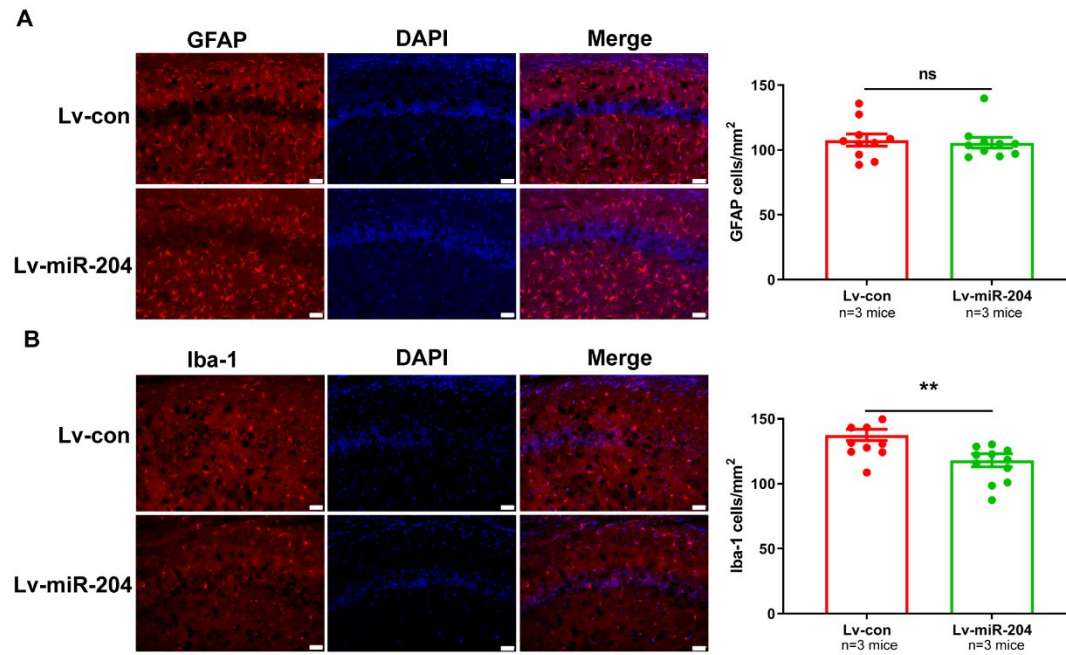 A
GFAP DAPI Merge
Lv-con
Lv-miR-204
GFAP cells/mm²
150
100
50
0
ns
Lv-con Lv-miR-204
n=3 mice n=3 mice
B
Iba-1 DAPI Merge
Lv-con
Lv-miR-204
Iba-1 cells/mm²
150
100
50
0
**
Lv-con Lv-miR-204
n=3 mice n=3 mice